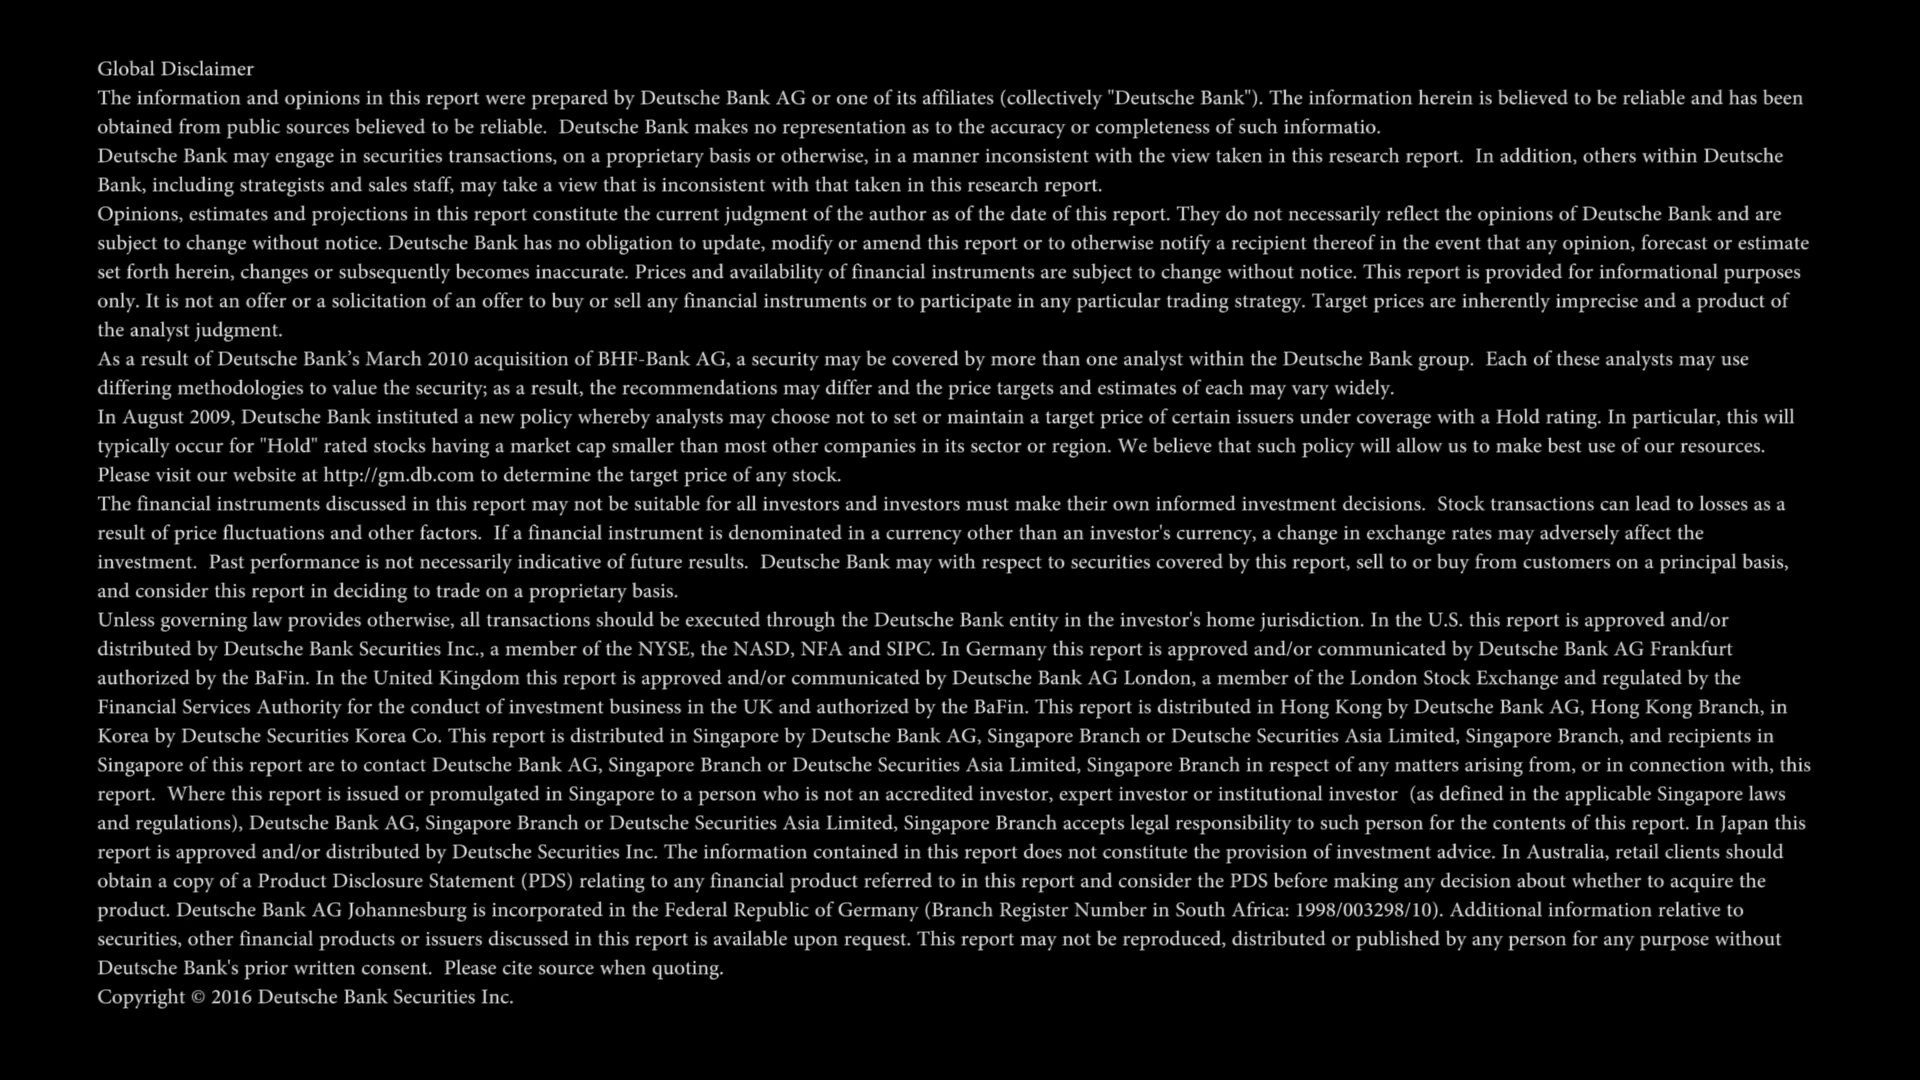 Global Disclaimer
The information and opinions in this report were prepared by Deutsche Bank AG or one of its affiliates (collectively "Deutsche Bank"). The information herein is believed to be reliable and has been
obtained from public sources believed to be reliable.  Deutsche Bank makes no representation as to the accuracy or completeness of such informatio.
Deutsche Bank may engage in securities transactions, on a proprietary basis or otherwise, in a manner inconsistent with the view taken in this research report.  In addition, others within Deutsche
Bank, including strategists and sales staff, may take a view that is inconsistent with that taken in this research report.
Opinions, estimates and projections in this report constitute the current judgment of the author as of the date of this report. They do not necessarily reflect the opinions of Deutsche Bank and are
subject to change without notice. Deutsche Bank has no obligation to update, modify or amend this report or to otherwise notify a recipient thereof in the event that any opinion, forecast or estimate
set forth herein, changes or subsequently becomes inaccurate. Prices and availability of financial instruments are subject to change without notice. This report is provided for informational purposes
only. It is not an offer or a solicitation of an offer to buy or sell any financial instruments or to participate in any particular trading strategy. Target prices are inherently imprecise and a product of
the analyst judgment.
As a result of Deutsche Bank’s March 2010 acquisition of BHF-Bank AG, a security may be covered by more than one analyst within the Deutsche Bank group.  Each of these analysts may use
differing methodologies to value the security; as a result, the recommendations may differ and the price targets and estimates of each may vary widely.
In August 2009, Deutsche Bank instituted a new policy whereby analysts may choose not to set or maintain a target price of certain issuers under coverage with a Hold rating. In particular, this will
typically occur for "Hold" rated stocks having a market cap smaller than most other companies in its sector or region. We believe that such policy will allow us to make best use of our resources.
Please visit our website at http://gm.db.com to determine the target price of any stock.
The financial instruments discussed in this report may not be suitable for all investors and investors must make their own informed investment decisions.  Stock transactions can lead to losses as a
result of price fluctuations and other factors.  If a financial instrument is denominated in a currency other than an investor's currency, a change in exchange rates may adversely affect the
investment.  Past performance is not necessarily indicative of future results.  Deutsche Bank may with respect to securities covered by this report, sell to or buy from customers on a principal basis,
and consider this report in deciding to trade on a proprietary basis.
Unless governing law provides otherwise, all transactions should be executed through the Deutsche Bank entity in the investor's home jurisdiction. In the U.S. this report is approved and/or
distributed by Deutsche Bank Securities Inc., a member of the NYSE, the NASD, NFA and SIPC. In Germany this report is approved and/or communicated by Deutsche Bank AG Frankfurt
authorized by the BaFin. In the United Kingdom this report is approved and/or communicated by Deutsche Bank AG London, a member of the London Stock Exchange and regulated by the
Financial Services Authority for the conduct of investment business in the UK and authorized by the BaFin. This report is distributed in Hong Kong by Deutsche Bank AG, Hong Kong Branch, in
Korea by Deutsche Securities Korea Co. This report is distributed in Singapore by Deutsche Bank AG, Singapore Branch or Deutsche Securities Asia Limited, Singapore Branch, and recipients in
Singapore of this report are to contact Deutsche Bank AG, Singapore Branch or Deutsche Securities Asia Limited, Singapore Branch in respect of any matters arising from, or in connection with, this
report.  Where this report is issued or promulgated in Singapore to a person who is not an accredited investor, expert investor or institutional investor  (as defined in the applicable Singapore laws
and regulations), Deutsche Bank AG, Singapore Branch or Deutsche Securities Asia Limited, Singapore Branch accepts legal responsibility to such person for the contents of this report. In Japan this
report is approved and/or distributed by Deutsche Securities Inc. The information contained in this report does not constitute the provision of investment advice. In Australia, retail clients should
obtain a copy of a Product Disclosure Statement (PDS) relating to any financial product referred to in this report and consider the PDS before making any decision about whether to acquire the
product. Deutsche Bank AG Johannesburg is incorporated in the Federal Republic of Germany (Branch Register Number in South Africa: 1998/003298/10). Additional information relative to
securities, other financial products or issuers discussed in this report is available upon request. This report may not be reproduced, distributed or published by any person for any purpose without
Deutsche Bank's prior written consent.  Please cite source when quoting.
Copyright © 2016 Deutsche Bank Securities Inc.